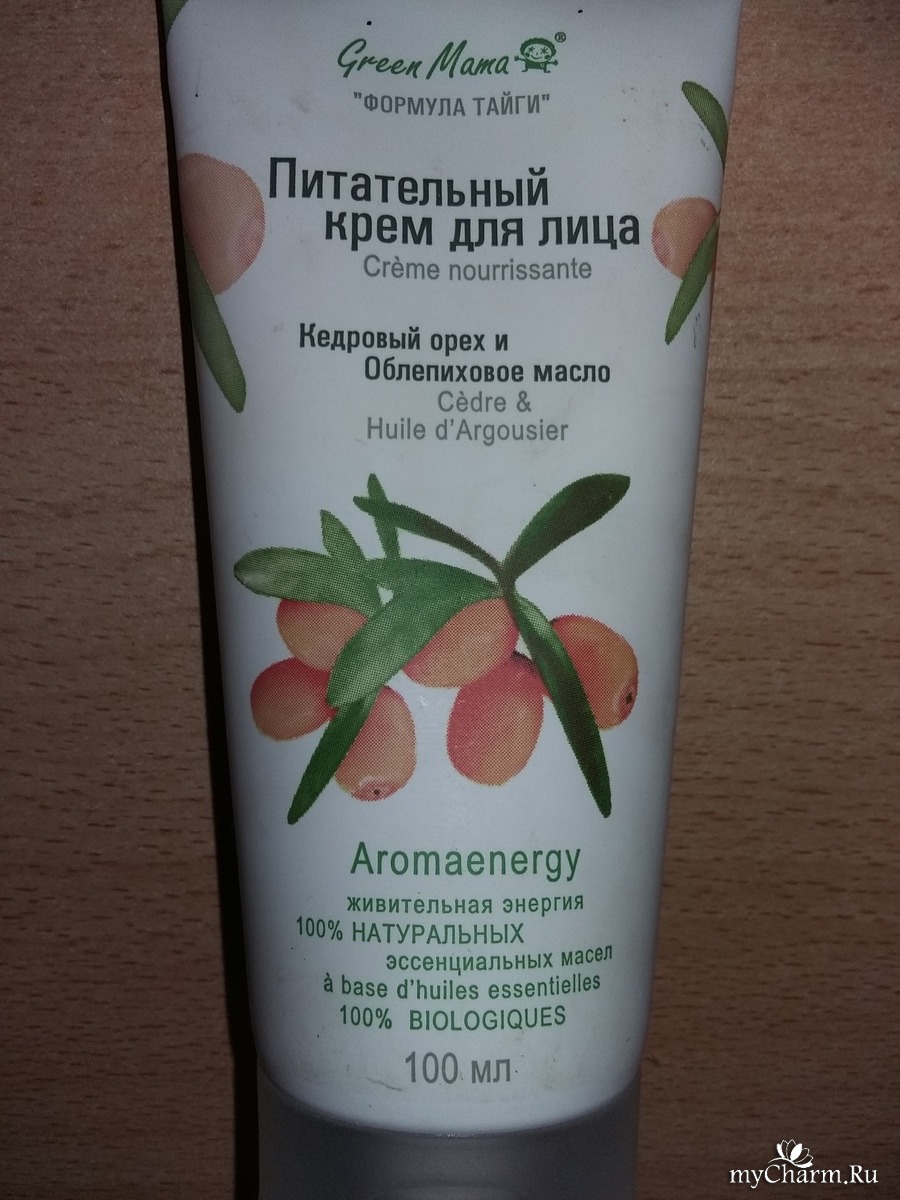 Green Mama®
"ФОРМУЛА ТАЙГИ"
Питательный
крем для лица
Crème nourrissante
Кедровый орех и
Облепиховое масло
Cèdre &
Huile d'Argousier
Aromaenergy
живительная энергия
100% НАТУРАЛЬНЫХ
эссенциальных масел
à base d'huiles essentielles
100% BIOLOGIQUES
100 мл
myCharm.Ru